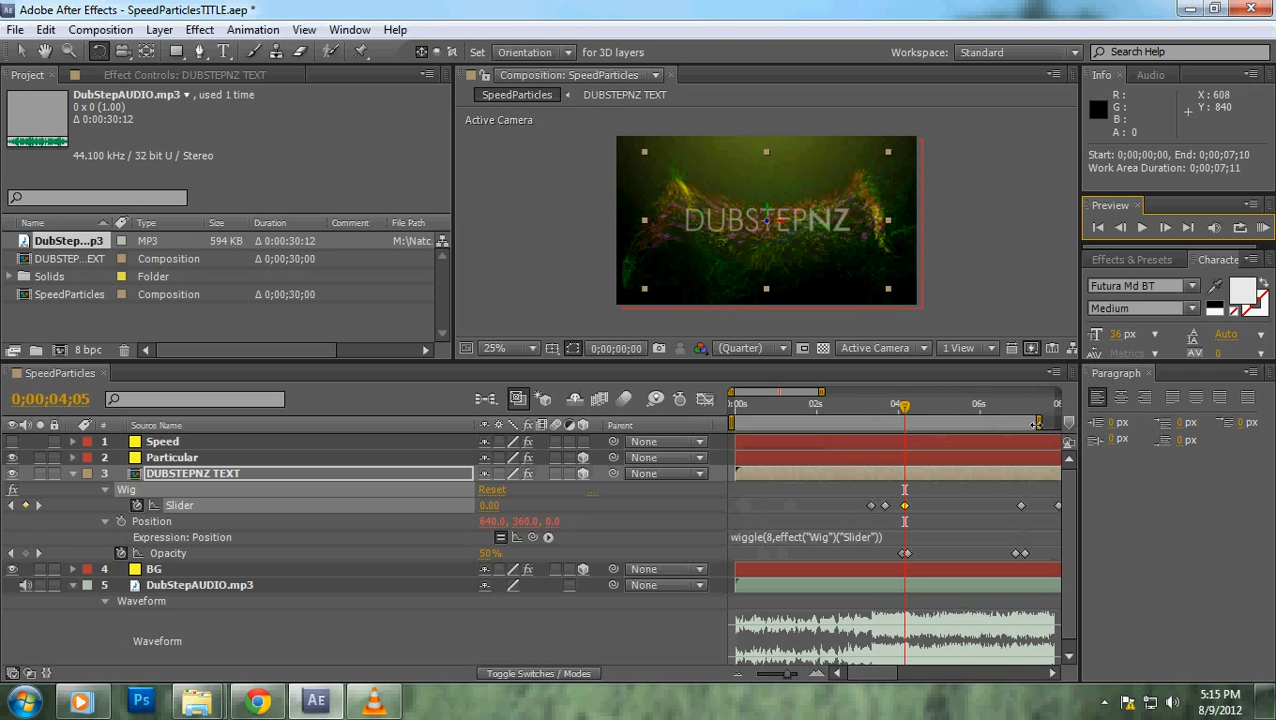 Adobe After Effects - SpeedParticlesTITLE.aep *
File Edit Composition Layer Effect Animation View Window Help
Set Orientation for 3D layers Workspace: Standard Search Help
Project Effect Controls: DUBSTEPNZ TEXT Composition: SpeedParticles Info Audio
DubStepAUDIO.mp3 , used 1 time
0 x 0 (1.00)
Δ 0:00:30:12
44.100 kHz / 32 bit U / Stereo
SpeedParticles DUBSTEPNZ TEXT
Active Camera
DUBSTEPNZ
R :
G :
B :
A : 0
X : 608
Y : 840
Start: 0;00;00;00, End: 0;00;07;10
Work Area Duration: 0;00;07;11
Preview
Name Type Size Duration Comment File Path
DubStep...p3 MP3 594 KB Δ 0:00:30:12 M:\Natc.
DUBSTEP...EXT Composition Δ 0;00;30;00
Solids Folder
SpeedParticles Composition Δ 0;00;30;00
8 bpc
25% 0;00;00;00 (Quarter) Active Camera 1 View
Effects & Presets Characte
Futura Md BT
Medium
36 px Auto
Metrics 0
SpeedParticles
0;00;04;05
0:00s 02s 04 06s 08
# Source Name Parent
1 Speed None
2 Particular None
3 DUBSTEPNZ TEXT None
Wig Reset
Slider 0.00
Position 640.0, 360.0, 0.0
Expression: Position wiggle(8,effect("Wig")("Slider"))
Opacity 50%
4 BG None
5 DubStepAUDIO.mp3 None
Waveform
Waveform
Toggle Switches / Modes
Paragraph
0 px 0 px 0 px
0 px 0 px
Ps Ae
5:15 PM
8/9/2012